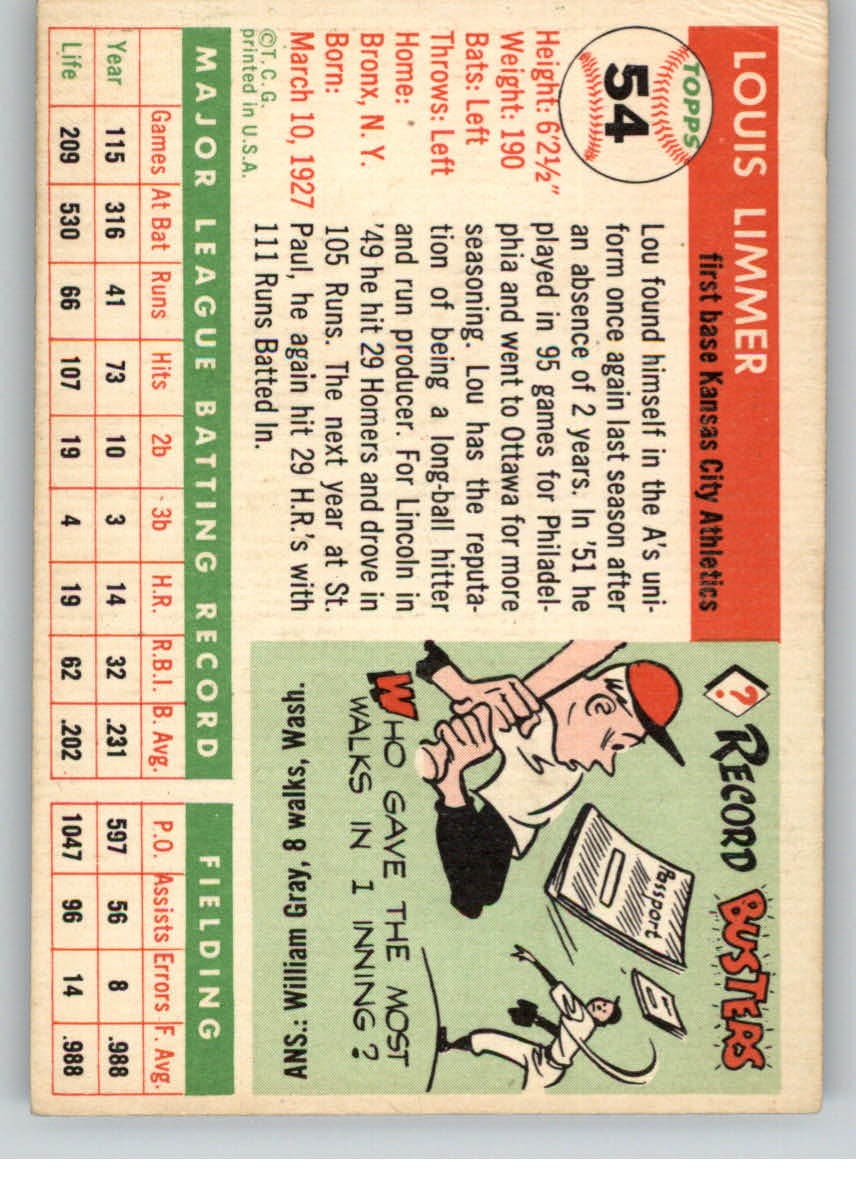 TOPPS
54
LOUIS LIMMER
first base Kansas City Athletics
Height: 6'2½"
Weight: 190
Bats: Left
Throws: Left
Home:
Bronx, N. Y.
Born:
March 10, 1927
©T. C. G.
printed in U.S.A.
Lou found himself in the A's uni-
form once again last season after
an absence of 2 years. In '51 he
played in 95 games for Philadel-
phia and went to Ottawa for more
seasoning. Lou has the reputa-
tion of being a long-ball hitter
and run producer. For Lincoln in
'49 he hit 29 Homers and drove in
105 Runs. The next year at St.
Paul, he again hit 29 H.R.'s with
111 Runs Batted In.
? RECORD BUSTERS
Passport
WHO GAVE THE MOST
WALKS IN 1 INNING?
ANS.: William Gray, 8 walks, Wash.
MAJOR LEAGUE BATTING RECORD FIELDING
Games At Bat Runs Hits 2b 3b H.R. R.B.I. B. Avg. P.O. Assists Errors F. Avg.
Year 115 316 41 73 10 3 14 32 .231 597 56 8 .988
Life 209 530 66 107 19 4 19 62 .202 1047 96 14 .988